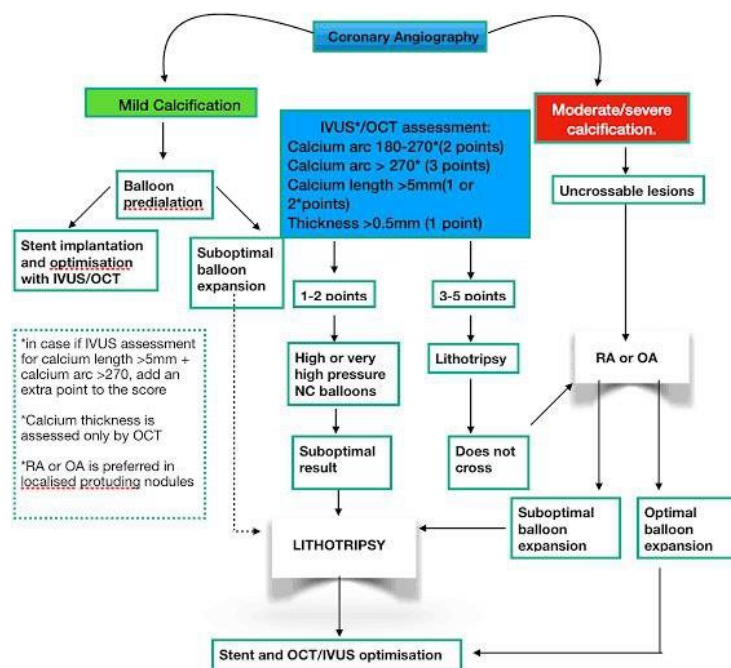 Coronary Angiography
Mild Calcification
IVUS*/OCT assessment:
Calcium arc 180-270*(2 points)
Calcium arc > 270* (3 points)
Calcium length >5mm(1 or
2*points)
Thickness >0.5mm (1 point)
Moderate/severe
calcification.
Balloon
predialation
Uncrossable lesions
Stent implantation
and optimisation
with IVUS/OCT
Suboptimal
balloon
expansion
1-2 points
3-5 points
*in case if IVUS assessment
for calcium length >5mm +
calcium arc >270, add an
extra point to the score
*Calcium thickness is
assessed only by OCT
*RA or OA is preferred in
localised protuding nodules
High or very
high pressure
NC balloons
Lithotripsy
RA or OA
Suboptimal
result
Does not
cross
Suboptimal
balloon
expansion
Optimal
balloon
expansion
LITHOTRIPSY
Stent and OCT/IVUS optimisation